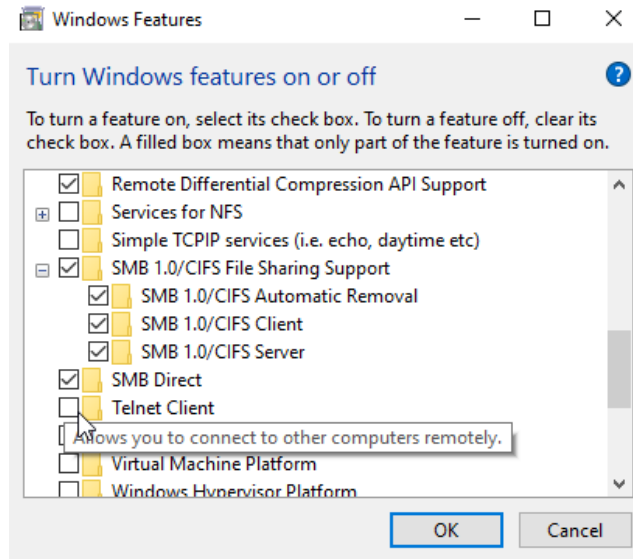 Windows Features
Turn Windows features on or off
To turn a feature on, select its check box. To turn a feature off, clear its
check box. A filled box means that only part of the feature is turned on.
Remote Differential Compression API Support
Services for NFS
Simple TCPIP services (i.e. echo, daytime etc)
SMB 1.0/CIFS File Sharing Support
SMB 1.0/CIFS Automatic Removal
SMB 1.0/CIFS Client
SMB 1.0/CIFS Server
SMB Direct
Telnet Client
Allows you to connect to other computers remotely.
Virtual Machine Platform
Windows Hypervisor Platform
OK Cancel